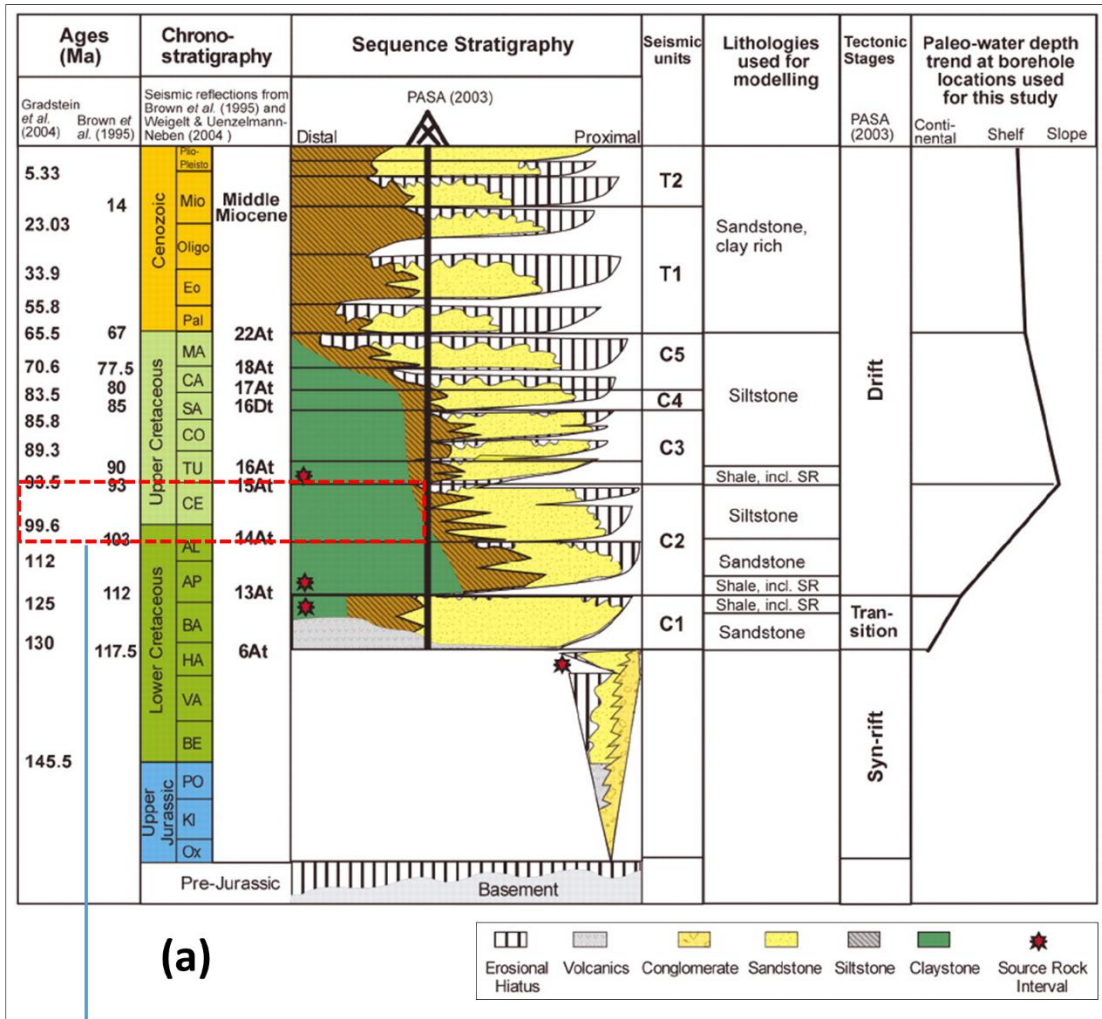 Ages
(Ma)
Chrono-
stratigraphy
Sequence Stratigraphy
Seismic
units
Lithologies
used for
modelling
Tectonic
Stages
Paleo-water depth
trend at borehole
locations used
for this study
Gradstein
et al.
(2004)
Brown et
al. (1995)
Seismic reflections from
Brown et al. (1995) and
Weigelt & Uenzelmann-
Neben (2004 )
PASA (2003)
Distal
Proximal
PASA
(2003)
Conti-
nental
Shelf
Slope
5.33
14
23.03
33.9
55.8
65.5
67
70.6
77.5
80
83.5
85
85.8
89.3
90
93.5
93
99.6
103
112
112
125
130
117.5
145.5
Cenozoic
Upper Cretaceous
Lower Cretaceous
Upper
Jurassic
Plio-
Pleisto
Mio
Oligo
Eo
Pal
MA
CA
SA
CO
TU
CE
AL
AP
BA
HA
VA
BE
PO
KI
Ox
Pre-Jurassic
Middle
Miocene
22At
18At
17At
16Dt
16At
15At
14At
13At
6At
Basement
T2
T1
C5
C4
C3
C2
C1
Sandstone,
clay rich
Siltstone
Shale, incl. SR
Siltstone
Sandstone
Shale, incl. SR
Shale, incl. SR
Sandstone
Drift
Tran-
sition
Syn-rift
(a)
Erosional
Hiatus
Volcanics
Conglomerate
Sandstone
Siltstone
Claystone
Source Rock
Interval